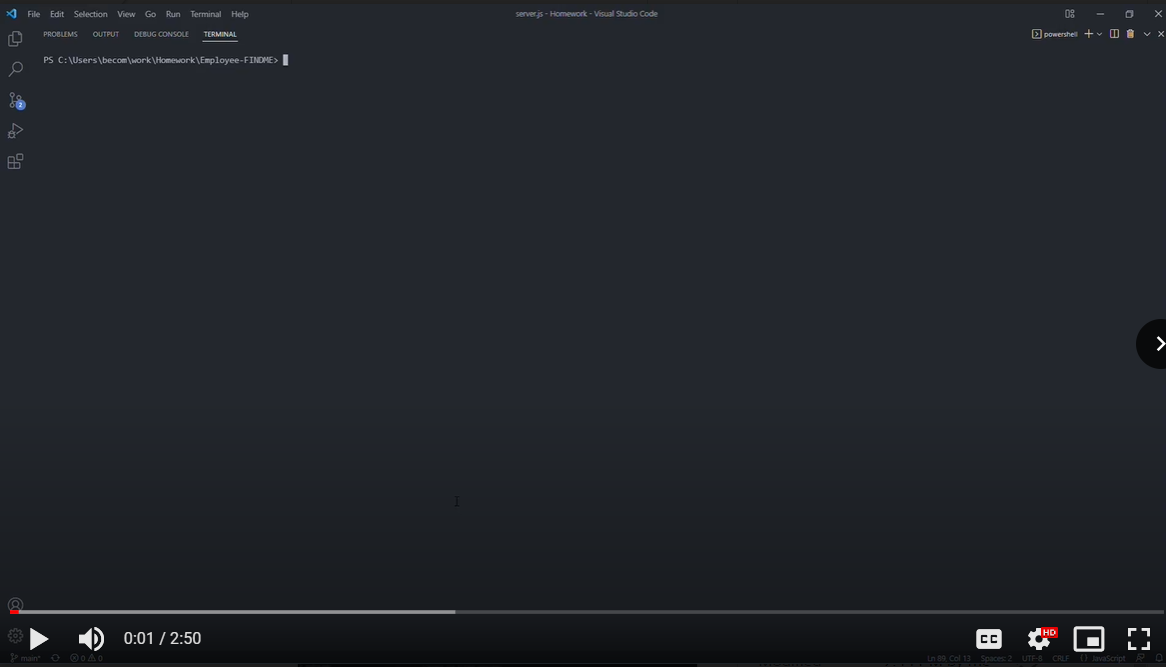 File Edit Selection View Go Run Terminal Help server.js - Homework - Visual Studio Code
PROBLEMS OUTPUT DEBUG CONSOLE TERMINAL powershell
PS C:\Users\becom\work\Homework\Employee-FINDME>
2
0:01 / 2:50 CC HD
main* 0 0 Ln 89, Col 13 Spaces: 2 UTF-8 CRLF {} JavaScript